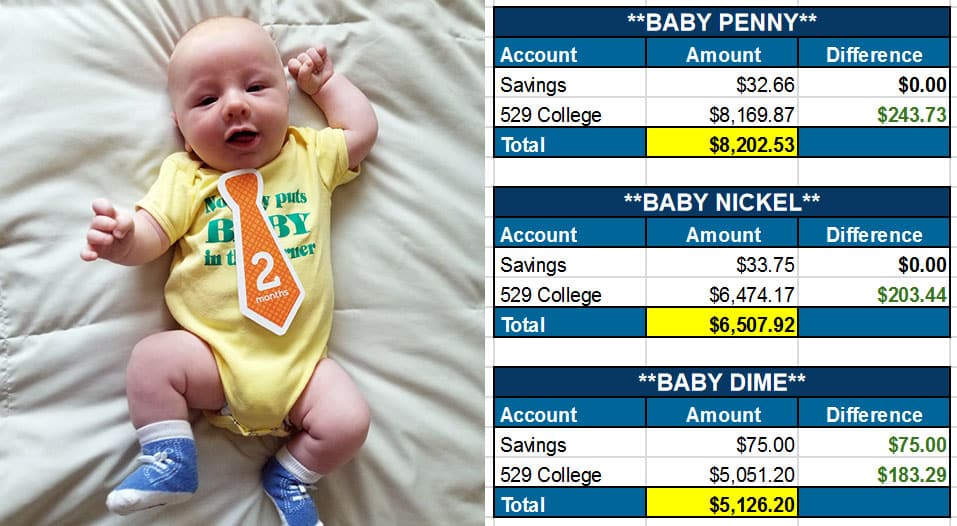 puts
in
2
months
**BABY PENNY**
Account Amount Difference
Savings $32.66 $0.00
529 College $8,169.87 $243.73
Total $8,202.53
**BABY NICKEL**
Account Amount Difference
Savings $33.75 $0.00
529 College $6,474.17 $203.44
Total $6,507.92
**BABY DIME**
Account Amount Difference
Savings $75.00 $75.00
529 College $5,051.20 $183.29
Total $5,126.20